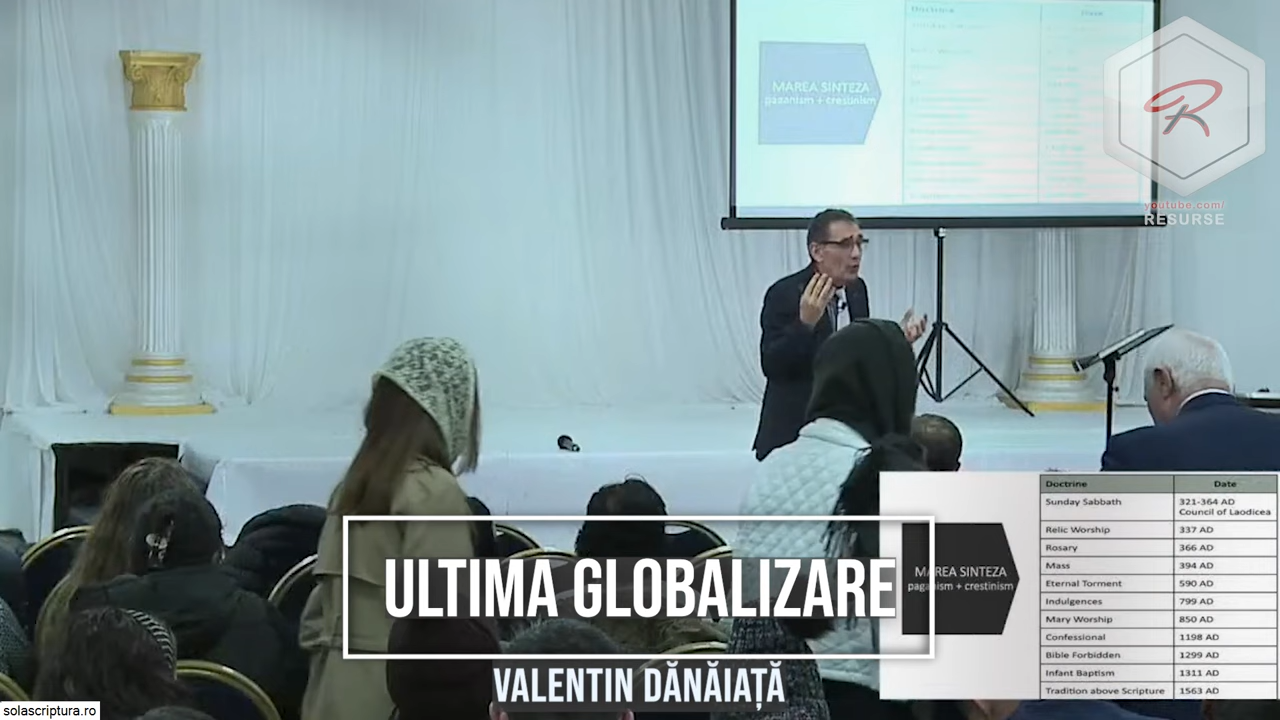 Doctrine
MAREA SINTEZA
paganism + crestinism
R
youtube.com/
RESURSE
Doctrine Date
Sunday Sabbath 321-364 AD
Council of Laodicea
Relic Worship 337 AD
Rosary 366 AD
Mass 394 AD
Eternal Torment 590 AD
Indulgences 799 AD
Mary Worship 850 AD
Confessional 1198 AD
Bible Forbidden 1299 AD
Infant Baptism 1311 AD
Tradition above Scripture 1563 AD
MAREA SINTEZA
paganism + crestinism
ULTIMA GLOBALIZARE
VALENTIN DĂNĂIAȚĂ
solascriptura.ro